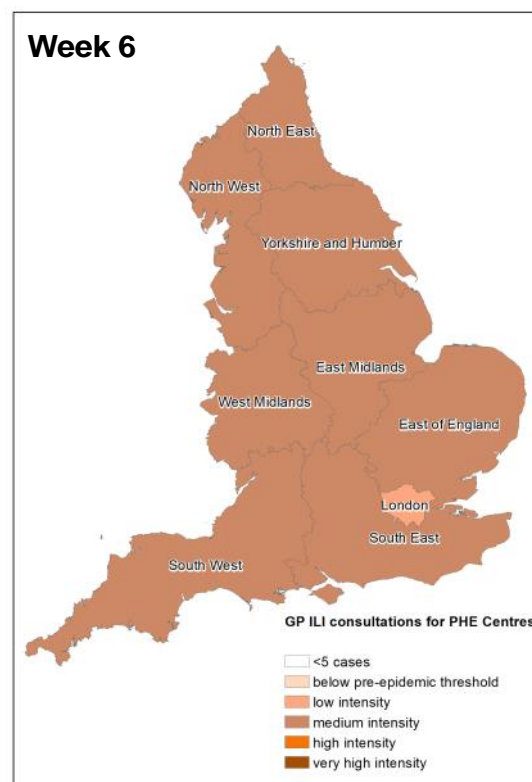 Week 6
North East
North West
Yorkshire and Humber
East Midlands
West Midlands
East of England
London
South East
South West
GP ILI consultations for PHE Centres
<5 cases
below pre-epidemic threshold
low intensity
medium intensity
high intensity
very high intensity